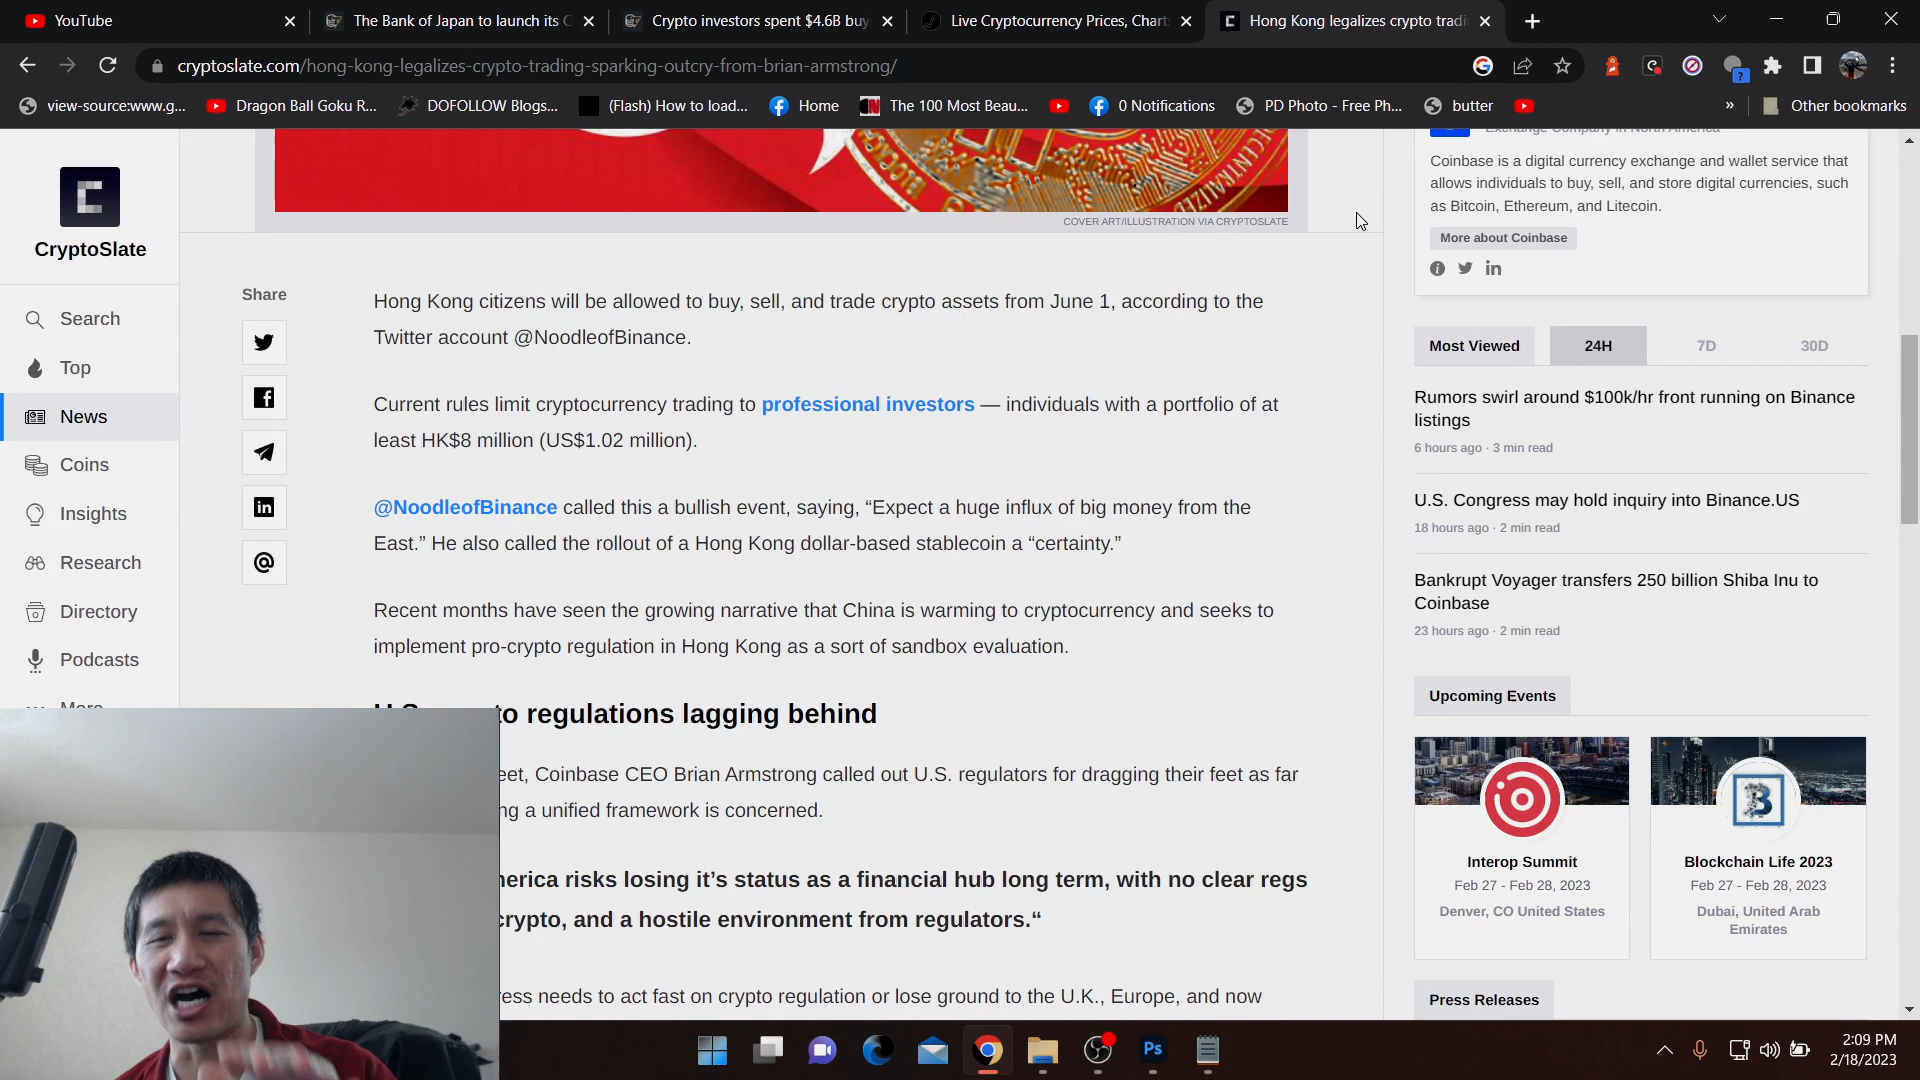 YouTube
The Bank of Japan to launch its C
Crypto investors spent $4.6B buy
Live Cryptocurrency Prices, Chart
Hong Kong legalizes crypto tradi
cryptoslate.com/hong-kong-legalizes-crypto-trading-sparking-outcry-from-brian-armstrong/
?
view-source:www.g...
Dragon Ball Goku R...
DOFOLLOW Blogs...
(Flash) How to load...
Home
The 100 Most Beau...
0 Notifications
PD Photo - Free Ph...
butter
»
Other bookmarks
CryptoSlate
Search
Top
News
Coins
Insights
Research
Directory
Podcasts
COVER ART/ILLUSTRATION VIA CRYPTOSLATE
Share
Hong Kong citizens will be allowed to buy, sell, and trade crypto assets from June 1, according to the
Twitter account @NoodleofBinance.
Current rules limit cryptocurrency trading to professional investors — individuals with a portfolio of at
least HK$8 million (US$1.02 million).
@NoodleofBinance called this a bullish event, saying, “Expect a huge influx of big money from the
East.” He also called the rollout of a Hong Kong dollar-based stablecoin a “certainty.”
Recent months have seen the growing narrative that China is warming to cryptocurrency and seeks to
implement pro-crypto regulation in Hong Kong as a sort of sandbox evaluation.
regulations lagging behind
Coinbase CEO Brian Armstrong called out U.S. regulators for dragging their feet as far
a unified framework is concerned.
risks losing it’s status as a financial hub long term, with no clear regs
crypto, and a hostile environment from regulators.“
needs to act fast on crypto regulation or lose ground to the U.K., Europe, and now
Exchange Company in North America
Coinbase is a digital currency exchange and wallet service that
allows individuals to buy, sell, and store digital currencies, such
as Bitcoin, Ethereum, and Litecoin.
More about Coinbase
Most Viewed
24H
7D
30D
Rumors swirl around $100k/hr front running on Binance
listings
6 hours ago · 3 min read
U.S. Congress may hold inquiry into Binance.US
18 hours ago · 2 min read
Bankrupt Voyager transfers 250 billion Shiba Inu to
Coinbase
23 hours ago · 2 min read
Upcoming Events
Interop Summit
Feb 27 - Feb 28, 2023
Denver, CO United States
Blockchain Life 2023
Feb 27 - Feb 28, 2023
Dubai, United Arab
Emirates
Press Releases
Ps
2:09 PM
2/18/2023